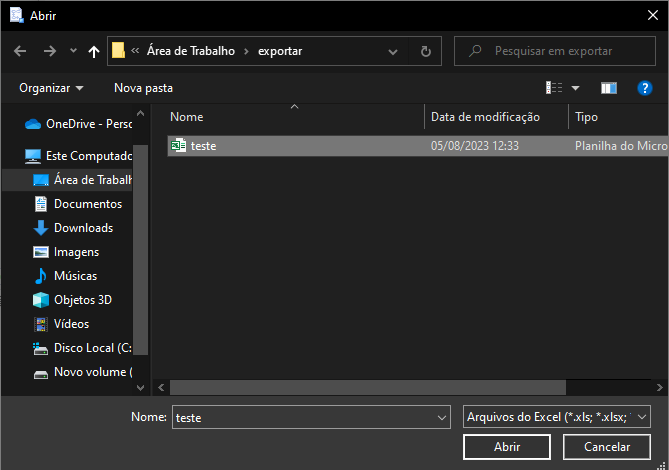 Abrir
Área de Trabalho
exportar
Pesquisar em exportar
Organizar
Nova pasta
Nome
Data de modificação
Tipo
OneDrive - Perso
teste
05/08/2023 12:33
Planilha do Micro
Este Computado
Área de Trabalh
Documentos
Downloads
Imagens
Músicas
Objetos 3D
Vídeos
Disco Local (C:
Novo volume (
Nome:
teste
Arquivos do Excel (*.xls; *.xlsx;
Abrir
Cancelar